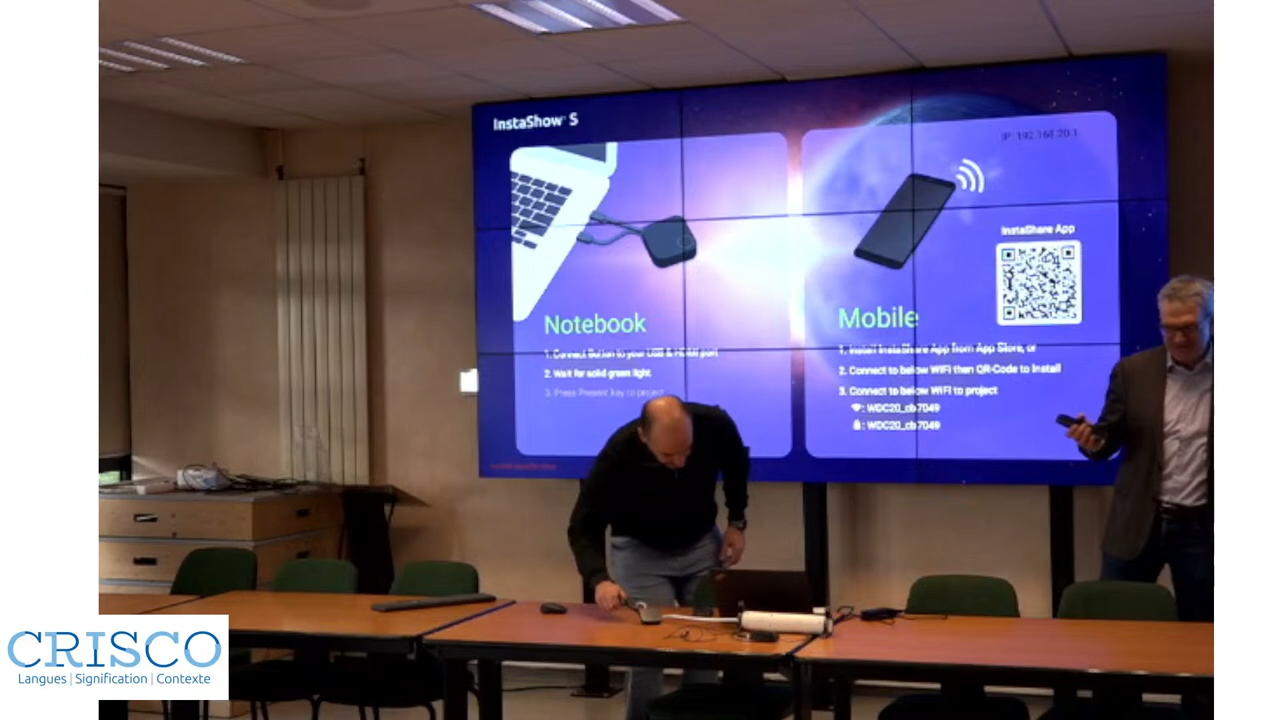 InstaShow™ S
IP: 192.168.20.1
InstaShare App
Notebook
1. Connect Button to your USB & HDMI port
2. Wait for solid green light
3. Press Present key to project
Mobile
1. Install InstaShare App from App Store, or
2. Connect to below WiFi then QR-Code to Install
3. Connect to below WiFi to project
: WDC20_cb7049
: WDC20_cb7049
CRISCO
Langues | Signification | Contexte